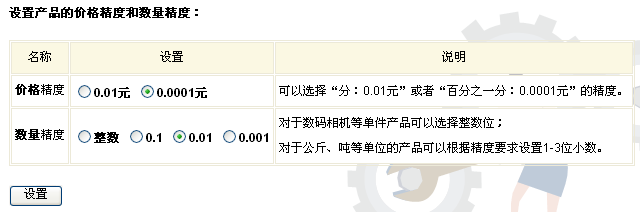 设置产品的价格精度和数量精度：
名称 设置 说明
价格精度 0.01元 0.0001元 可以选择“分：0.01元”或者“百分之一分：0.0001元”的精度。
数量精度 整数 0.1 0.01 0.001 对于数码相机等单件产品可以选择整数位；
对于公斤、吨等单位的产品可以根据精度要求设置1-3位小数。
设置